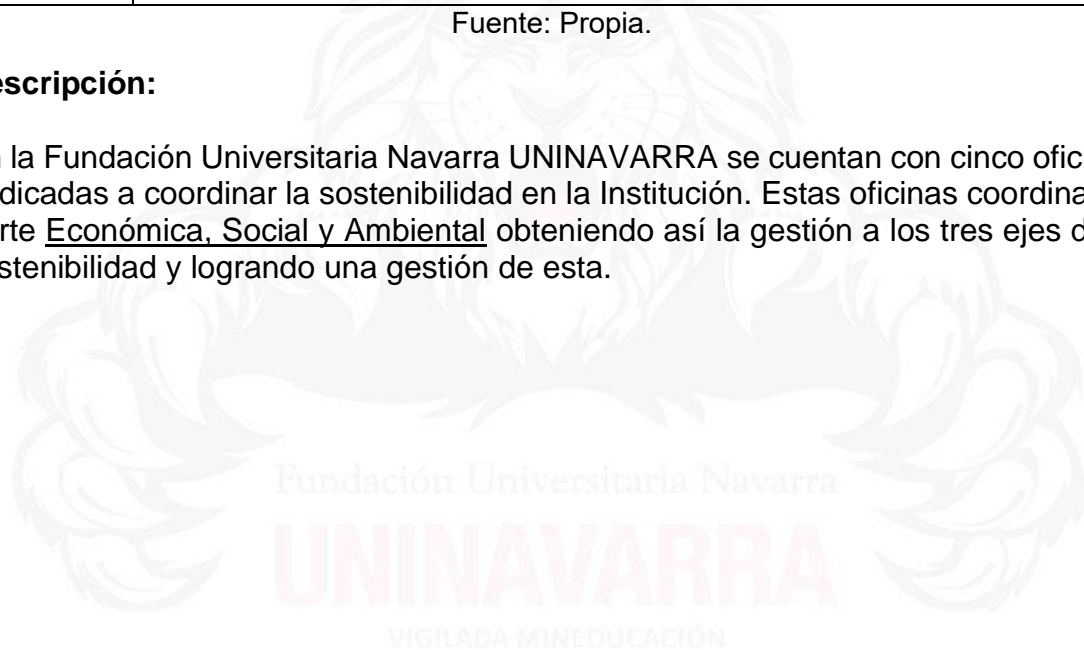 Fuente: Propia.
escripción:
la Fundación Universitaria Navarra UNINAVARRA se cuentan con cinco ofic
dicadas a coordinar la sostenibilidad en la Institución. Estas oficinas coordina
rte Económica, Social y Ambiental obteniendo así la gestión a los tres ejes d
stenibilidad y logrando una gestión de esta.
Fundación Universitaria Navarra
UNINAVARRA
VIGILADA MINEDUCACIÓN